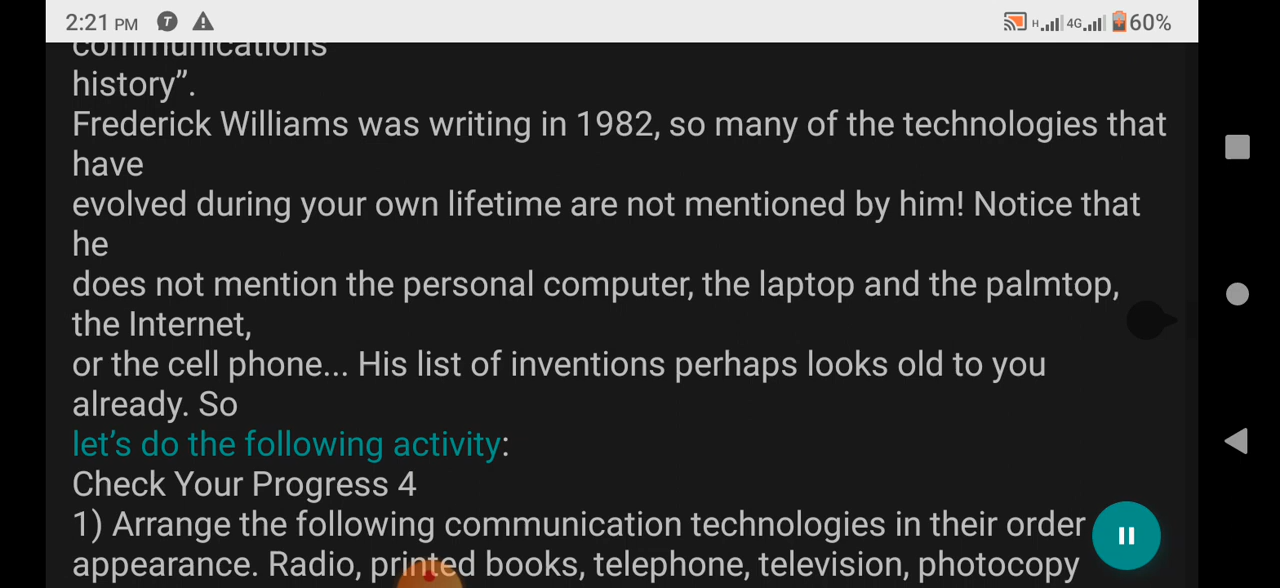 2:21 PM
H 4G 60%
communications
history”.
Frederick Williams was writing in 1982, so many of the technologies that
have
evolved during your own lifetime are not mentioned by him! Notice that
he
does not mention the personal computer, the laptop and the palmtop,
the Internet,
or the cell phone... His list of inventions perhaps looks old to you
already. So
let’s do the following activity:
Check Your Progress 4
1) Arrange the following communication technologies in their order
appearance. Radio, printed books, telephone, television, photocopy